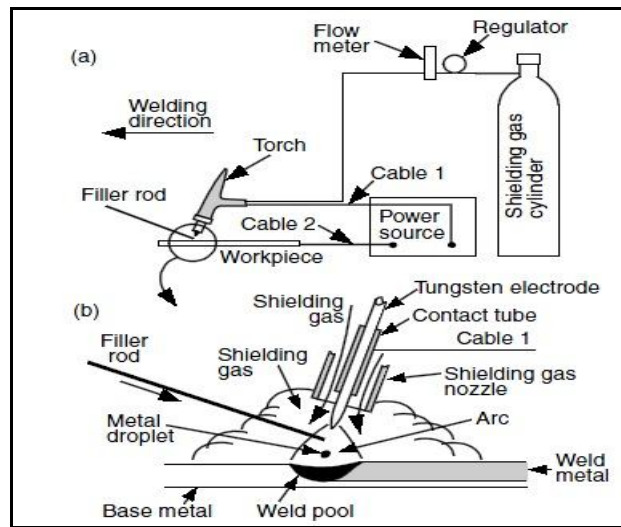 (a)
Flow
meter
Regulator
Welding
direction
Torch
Shielding gas
cylinder
Filler rod
Cable 1
Cable 2
Power
source
Workpiece
(b)
Shielding
gas
Tungsten electrode
Contact tube
Cable 1
Filler
rod
Shielding
gas
Shielding gas
nozzle
Metal
droplet
Arc
Weld
metal
Base metal
Weld pool